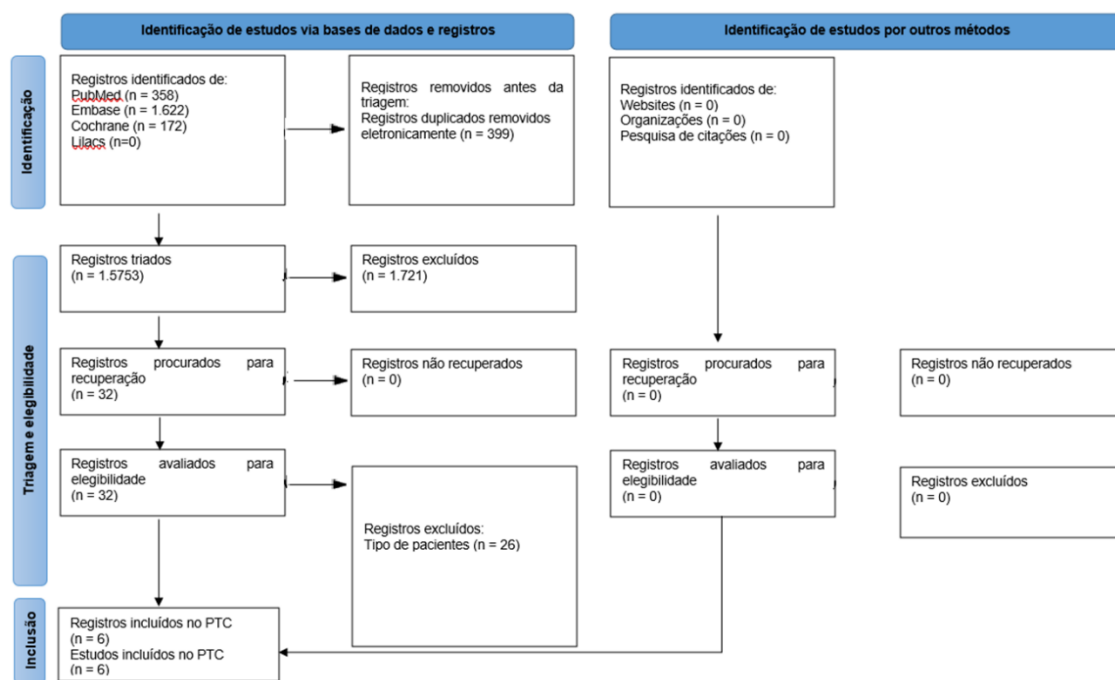 Identificação de estudos via bases de dados e registros
Identificação de estudos por outros métodos
Identificação
Registros identificados de:
PubMed (n = 358)
Embase (n = 1.622)
Cochrane (n = 172)
Lilacs (n=0)
Registros removidos antes da
triagem:
Registros duplicados removidos
eletronicamente (n = 399)
Registros identificados de:
Websites (n = 0)
Organizações (n = 0)
Pesquisa de citações (n = 0)
Triagem e elegibilidade
Registros triados
(n = 1.5753)
Registros excluídos
(n = 1.721)
Registros procurados para
recuperação
(n = 32)
Registros não recuperados
(n = 0)
Registros procurados para
recuperação
(n = 0)
Registros não recuperados
(n = 0)
Registros avaliados para
elegibilidade
(n = 32)
Registros excluídos:
Tipo de pacientes (n = 26)
Registros avaliados para
elegibilidade
(n = 0)
Registros excluídos
(n = 0)
Inclusão
Registros incluídos no PTC
(n = 6)
Estudos incluídos no PTC
(n = 6)